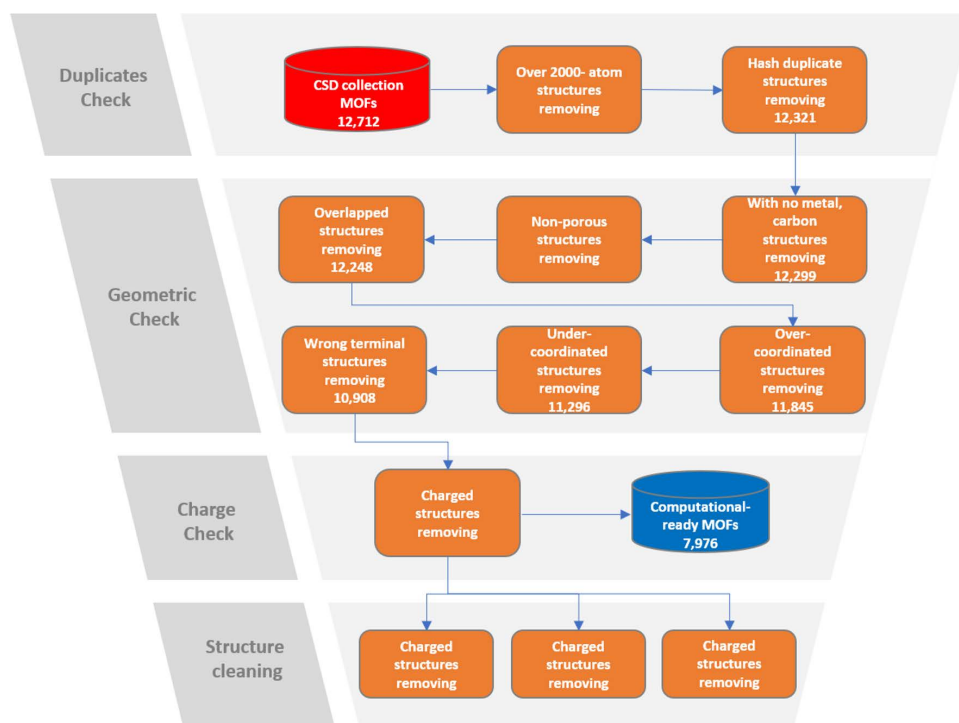 Duplicates
Check
CSD collection
MOFs
12,712
Over 2000- atom
structures
removing
Hash duplicate
structures
removing
12,321
Geometric
Check
Overlapped
structures
removing
12,248
Non-porous
structures
removing
With no metal,
carbon
structures
removing
12,299
Wrong terminal
structures
removing
10,908
Under-
coordinated
structures
removing
11,296
Over-
coordinated
structures
removing
11,845
Charge
Check
Charged
structures
removing
Computational-
ready MOFs
7,976
Structure
cleaning
Charged
structures
removing
Charged
structures
removing
Charged
structures
removing